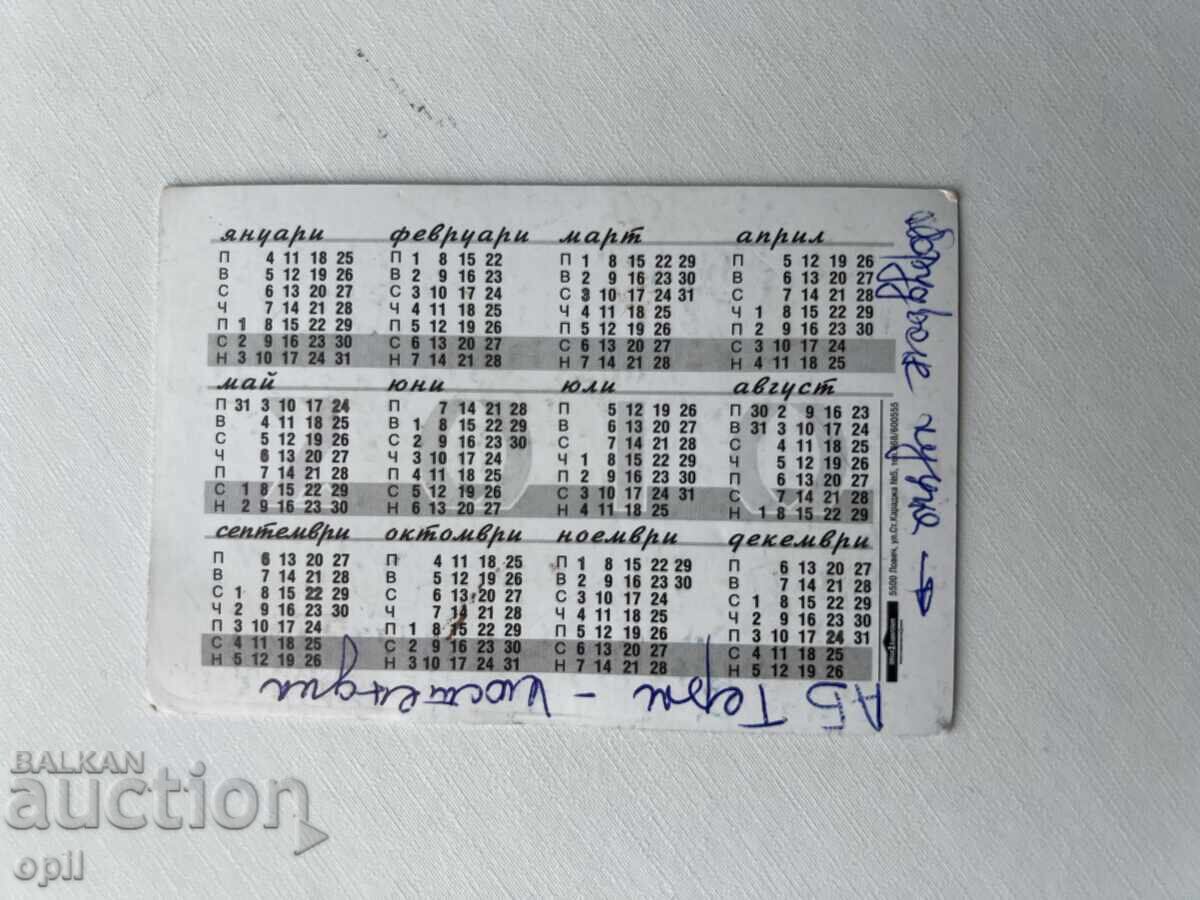 януари
П 4 11 18 25
В 5 12 19 26
С 6 13 20 27
Ч 7 14 21 28
П 1 8 15 22 29
С 2 9 16 23 30
Н 3 10 17 24 31
февруари
П 1 8 15 22
В 2 9 16 23
С 3 10 17 24
Ч 4 11 18 25
П 5 12 19 26
С 6 13 20 27
Н 7 14 21 28
март
П 1 8 15 22 29
В 2 9 16 23 30
С 3 10 17 24 31
Ч 4 11 18 25
П 5 12 19 26
С 6 13 20 27
Н 7 14 21 28
април
П 5 12 19 26
В 6 13 20 27
С 7 14 21 28
Ч 1 8 15 22 29
П 2 9 16 23 30
С 3 10 17 24
Н 4 11 18 25
май
П 31 3 10 17 24
В 4 11 18 25
С 5 12 19 26
Ч 6 13 20 27
П 7 14 21 28
С 1 8 15 22 29
Н 2 9 16 23 30
юни
П 7 14 21 28
В 1 8 15 22 29
С 2 9 16 23 30
Ч 3 10 17 24
П 4 11 18 25
С 5 12 19 26
Н 6 13 20 27
юли
П 5 12 19 26
В 6 13 20 27
С 7 14 21 28
Ч 1 8 15 22 29
П 2 9 16 23 30
С 3 10 17 24 31
Н 4 11 18 25
август
П 30 2 9 16 23
В 31 3 10 17 24
С 4 11 18 25
Ч 5 12 19 26
П 6 13 20 27
С 7 14 21 28
Н 1 8 15 22 29
септември
П 6 13 20 27
В 7 14 21 28
С 1 8 15 22 29
Ч 2 9 16 23 30
П 3 10 17 24
С 4 11 18 25
Н 5 12 19 26
октомври
П 4 11 18 25
В 5 12 19 26
С 6 13 20 27
Ч 7 14 21 28
П 1 8 15 22 29
С 2 9 16 23 30
Н 3 10 17 24 31
ноември
П 1 8 15 22 29
В 2 9 16 23 30
С 3 10 17 24
Ч 4 11 18 25
П 5 12 19 26
С 6 13 20 27
Н 7 14 21 28
декември
П 6 13 20 27
В 7 14 21 28
С 1 8 15 22 29
Ч 2 9 16 23 30
П 3 10 17 24 31
С 4 11 18 25
Н 5 12 19 26
2010
5500 Ловеч, ул.Ст.Караджа №5, тел.068/600555
АБ - Кюстендил
BALKAN
auction
opil